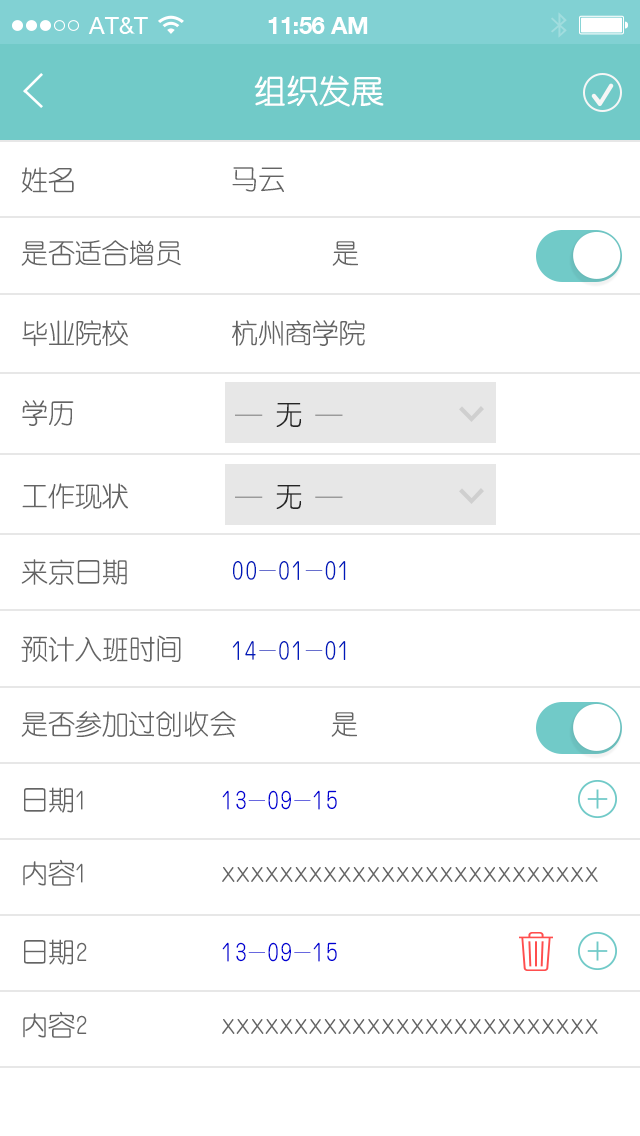 AT&T 11:56 AM
组织发展
姓名 马云
是否适合增员 是
毕业院校 杭州商学院
学历 — 无 —
工作现状 — 无 —
来京日期 00-01-01
预计入班时间 14-01-01
是否参加过创收会 是
日期1 13-09-15
内容1 XXXXXXXXXXXXXXXXXXXXXXXXXX
日期2 13-09-15
内容2 XXXXXXXXXXXXXXXXXXXXXXXXXX